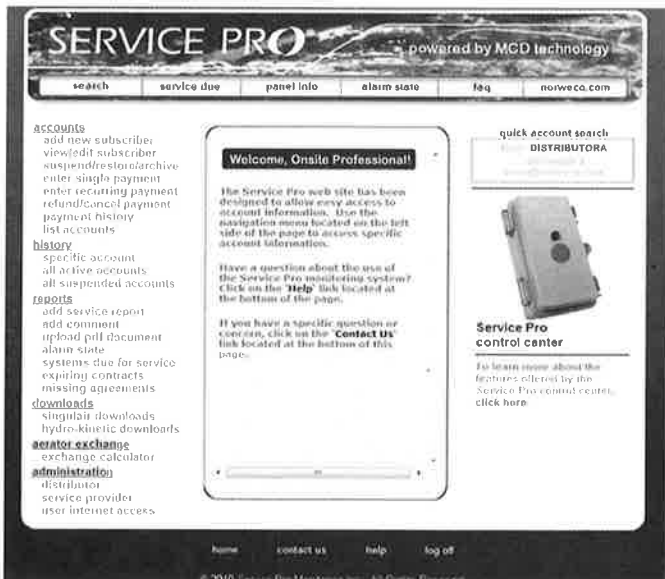 SERVICE PRO
powered by MCD technology
search service due panel info alarm state faq norweco.com
accounts
add new subscriber
view/edit subscriber
suspend/restore/archive
enter single payment
enter recurring payment
refund/cancel payment
payment history
list accounts
history
specific account
all active accounts
all suspended accounts
reports
add service report
add comment
upload pdf document
alarm state
systems due for service
expiring contracts
missing agreements
downloads
singulair downloads
hydro-kinetic downloads
aerator exchange
exchange calculator
administration
distributor
service provider
user internet access
Welcome, Onsite Professional!
The Service Pro web site has been
designed to allow easy access to
account information. Use the
navigation menu located on the left
side of the page to access specific
account information.
Have a question about the use of
the Service Pro monitoring system?
Click on the 'Help' link located at
the bottom of the page.
If you have a specific question or
concern, click on the 'Contact Us'
link located at the bottom of this
page.
quick account search
DISTRIBUTORA
Service Pro
control center
To learn more about the
features offered by the
Service Pro control center,
click here.
home contact us help log off
© 2010 Service Pro Monitoring